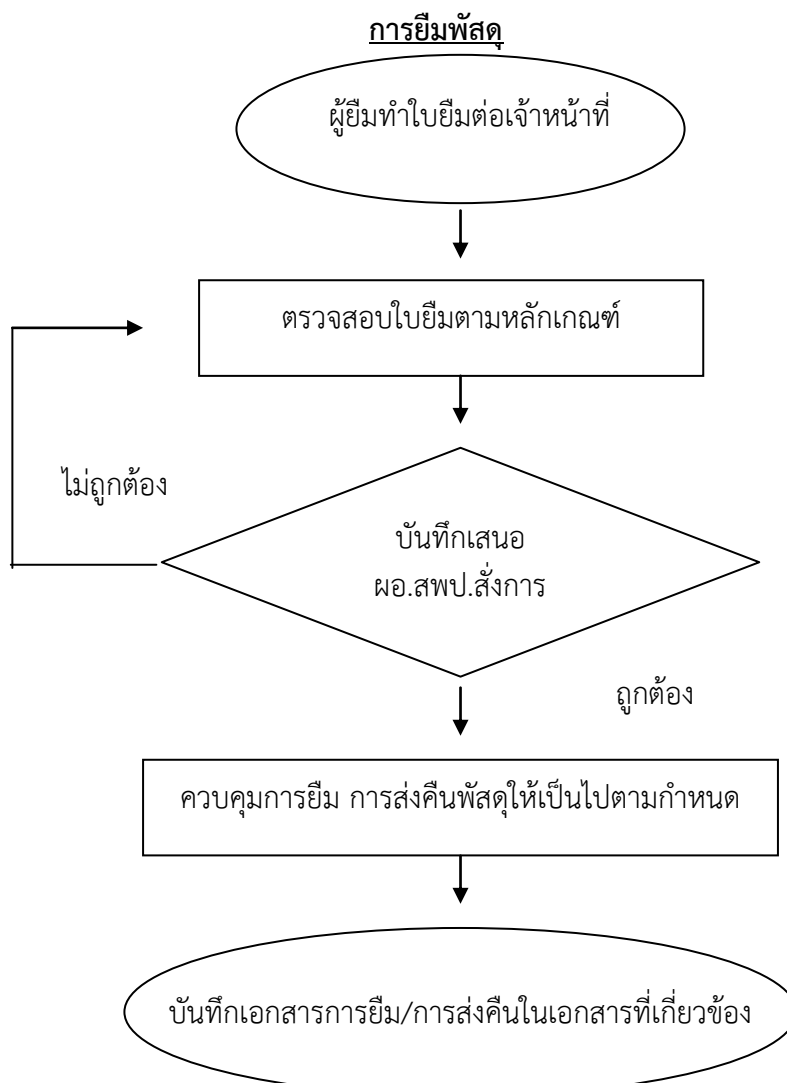 การยืมพัสดุ
ผู้ยืมทำใบยืมต่อเจ้าหน้าที่
ตรวจสอบใบยืมตามหลักเกณฑ์
ไม่ถูกต้อง
บันทึกเสนอ
ผอ.สพป.สั่งการ
ถูกต้อง
ควบคุมการยืม การส่งคืนพัสดุให้เป็นไปตามกำหนด
บันทึกเอกสารการยืม/การส่งคืนในเอกสารที่เกี่ยวข้อง